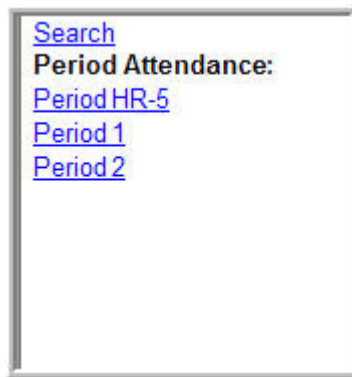 Search
Period Attendance:
Period HR-5
Period 1
Period 2